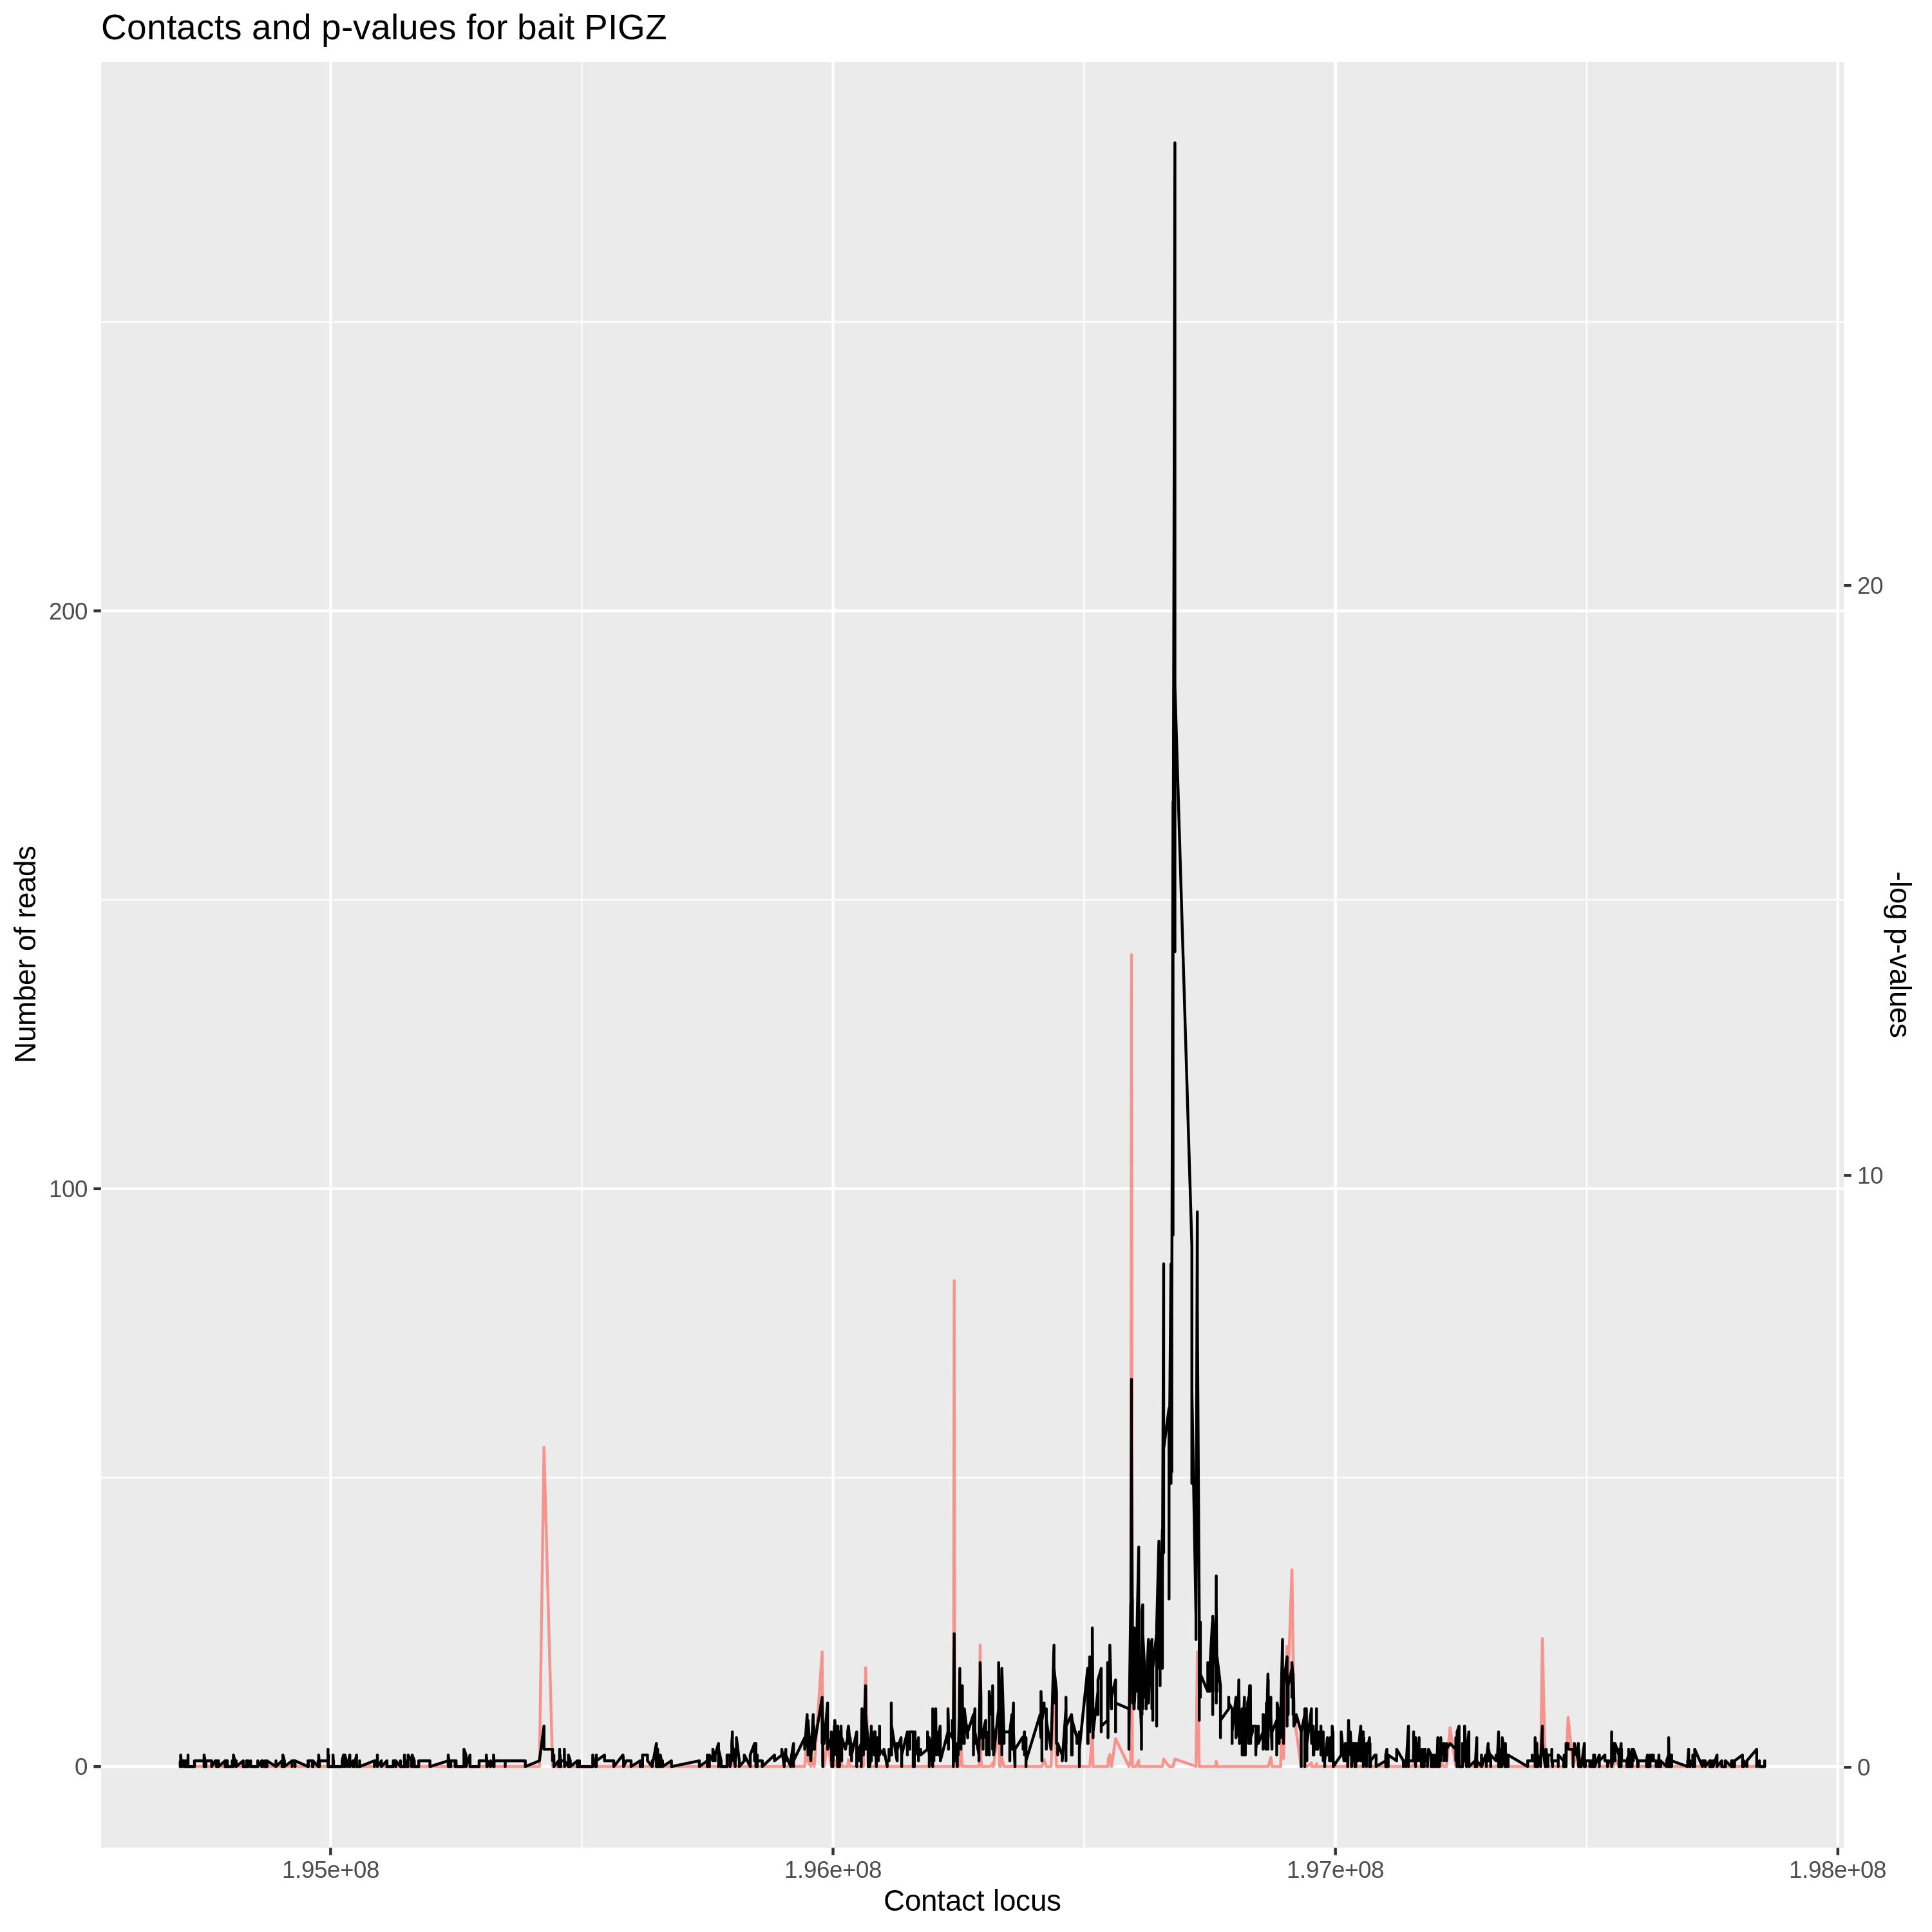 Contacts and p-values for bait PIGZ
Number of reads
200
100
0
20
10
0
-log p-values
1.95e+08
1.96e+08
1.97e+08
1.98e+08
Contact locus